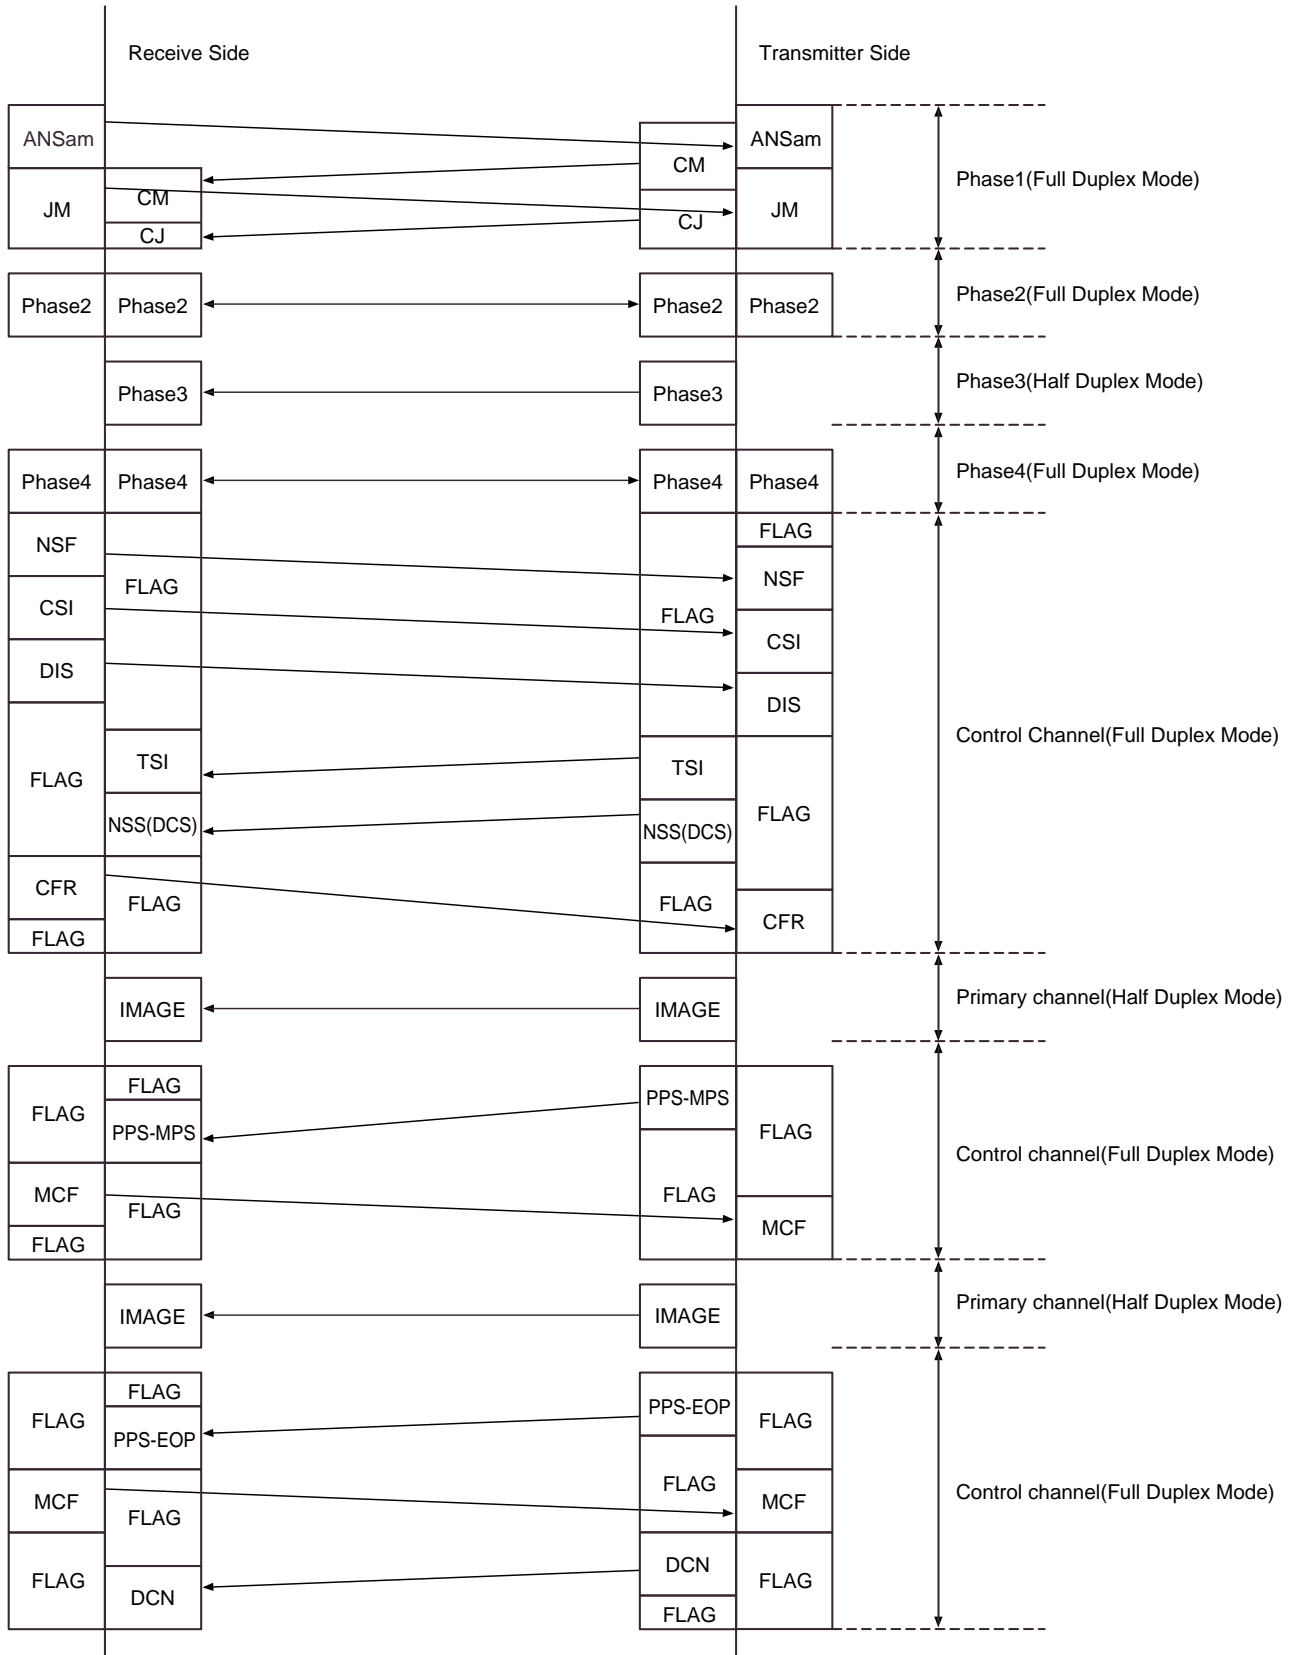 Receive Side
Transmitter Side
ANSam
CM
ANSam
Phase1(Full Duplex Mode)
JM
CM
CJ
CJ
JM
Phase2
Phase2
Phase2
Phase2
Phase2(Full Duplex Mode)
Phase3
Phase3
Phase3(Half Duplex Mode)
Phase4
Phase4
Phase4
Phase4
Phase4(Full Duplex Mode)
NSF
FLAG
FLAG
FLAG
NSF
CSI
CSI
DIS
DIS
Control Channel(Full Duplex Mode)
FLAG
TSI
TSI
FLAG
NSS(DCS)
NSS(DCS)
CFR
FLAG
FLAG
CFR
FLAG
IMAGE
IMAGE
Primary channel(Half Duplex Mode)
FLAG
FLAG
PPS-MPS
PPS-MPS
FLAG
Control channel(Full Duplex Mode)
MCF
FLAG
FLAG
MCF
FLAG
IMAGE
IMAGE
Primary channel(Half Duplex Mode)
FLAG
FLAG
PPS-EOP
PPS-EOP
FLAG
MCF
FLAG
FLAG
MCF
Control channel(Full Duplex Mode)
FLAG
DCN
DCN
FLAG
FLAG